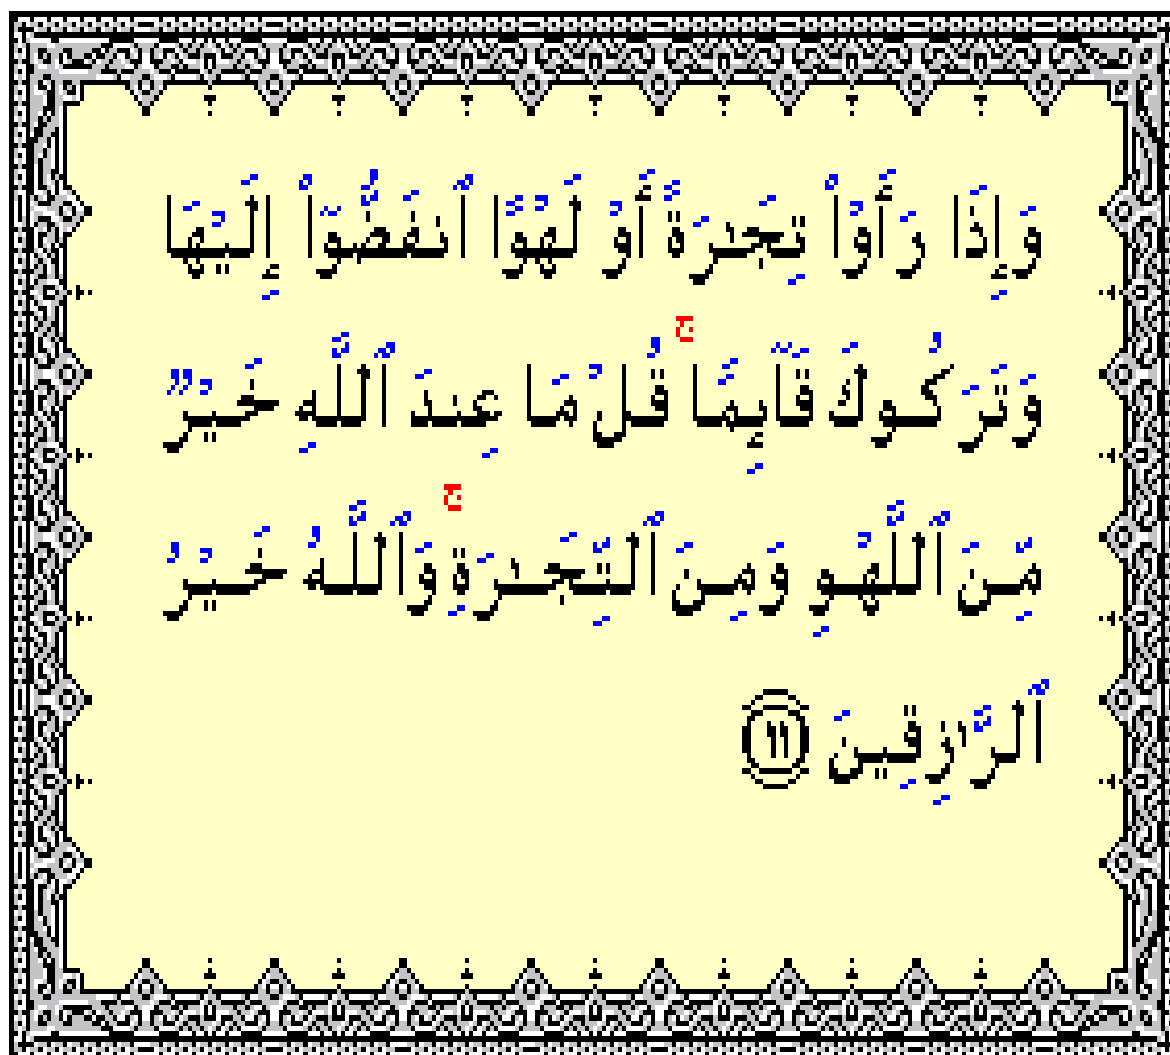 وَإِذَا رَأَوْا۟ تِجَـٰرَةً أَوْ لَهْوًا ٱنفَضُّوٓا۟ إِلَيْهَا
وَتَرَكُوكَ قَآئِمًا ۚ قُلْ مَا عِندَ ٱللَّهِ خَيْرٌ
مِّنَ ٱللَّهْوِ وَمِنَ ٱلتِّجَـٰرَةِ ۚ وَٱللَّهُ خَيْرُ
ٱلرَّٰزِقِينَ ١١